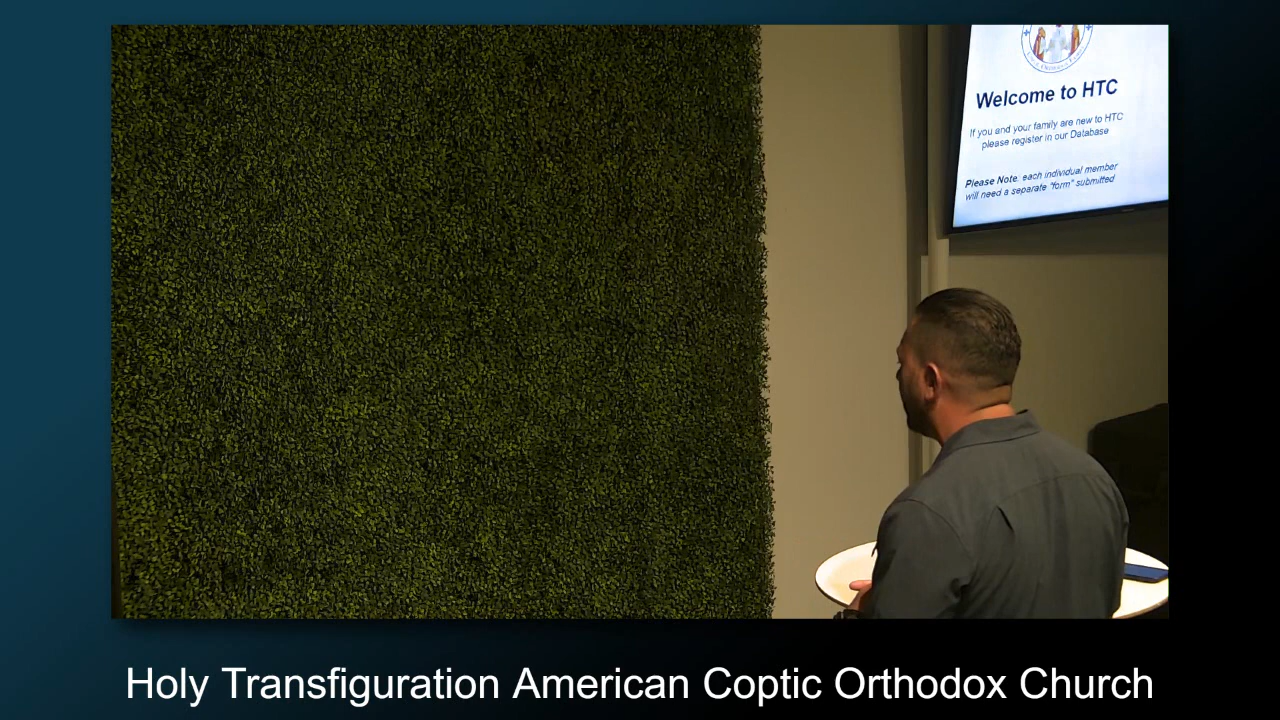 Welcome to HTC
If you and your family are new to HTC
please register in our Database
Please Note: each individual member
will need a separate "form" submitted
Holy Transfiguration American Coptic Orthodox Church